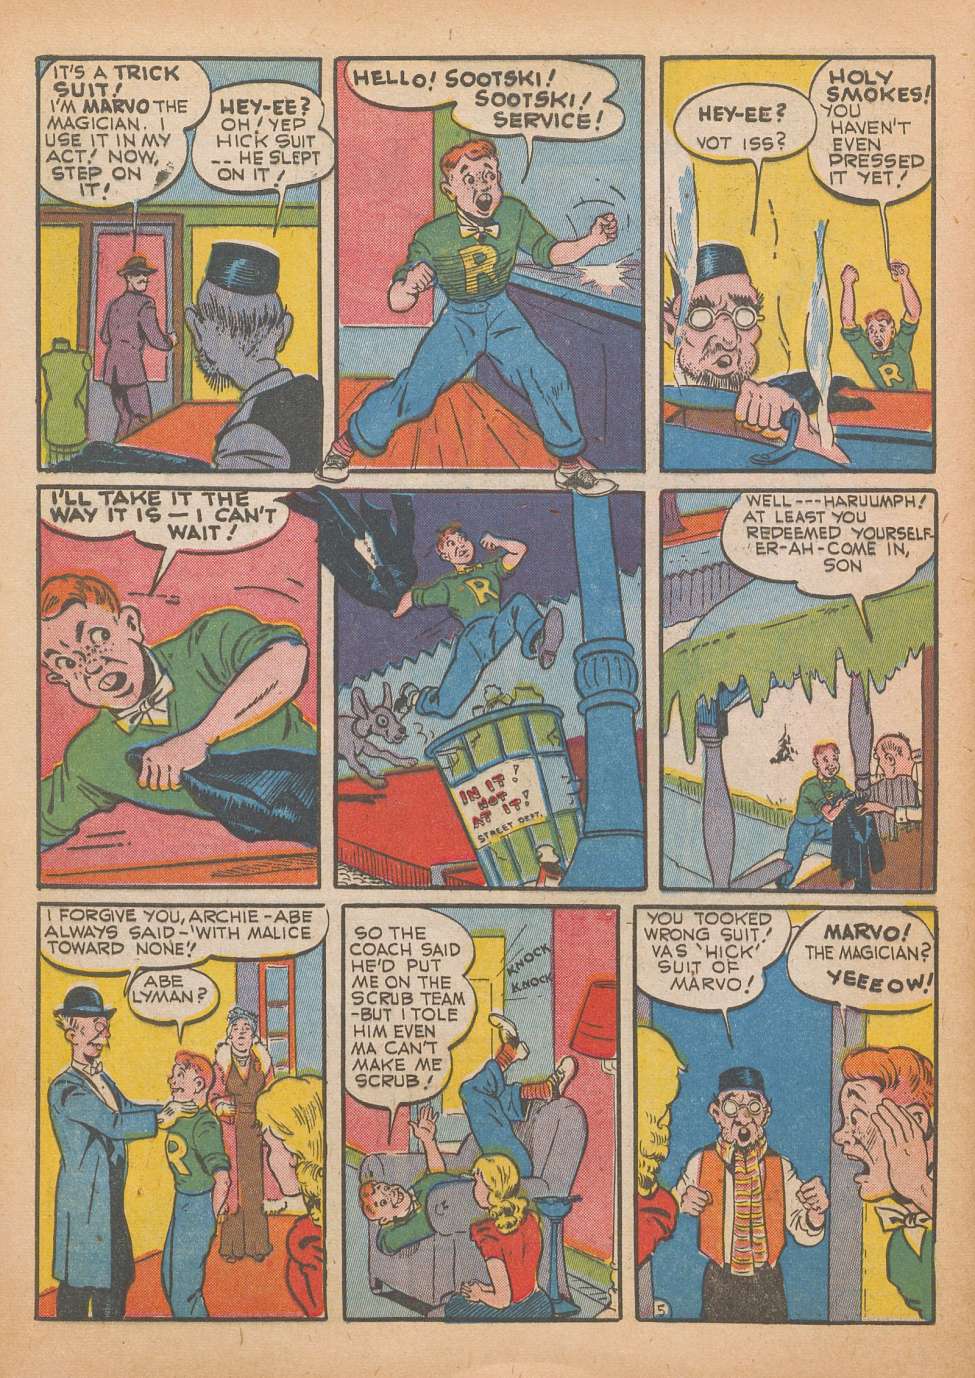 IT'S A TRICK
SUIT!
I'M MARVO THE
MAGICIAN. I
USE IT IN MY
ACT! NOW,
STEP ON
IT!
HEY-EE?
OH! YEP
HICK SUIT
-- HE SLEPT
ON IT!
HELLO! SOOTSKI!
SOOTSKI!
SERVICE!
R
HEY-EE?
VOT ISS?
HOLY
SMOKES!
YOU
HAVEN'T
EVEN
PRESSED
IT YET!
R
I'LL TAKE IT THE
WAY IT IS — I CAN'T
WAIT!
R
IN IT!
NOT
AT IT!
STREET DEPT.
WELL---HARUUMPH!
AT LEAST YOU
REDEEMED YOURSELF-
ER-AH-COME IN,
SON
I FORGIVE YOU, ARCHIE-ABE
ALWAYS SAID-'WITH MALICE
TOWARD NONE'!
ABE
LYMAN?
R
SO THE
COACH SAID
HE'D PUT
ME ON THE
SCRUB TEAM
-BUT I TOLE
HIM EVEN
MA CAN'T
MAKE ME
SCRUB!
KNOCK
KNOCK
YOU TOOKED
WRONG SUIT!
VAS 'HICK'
SUIT OF
MARVO!
MARVO!
THE MAGICIAN?
YEEEOW!
5